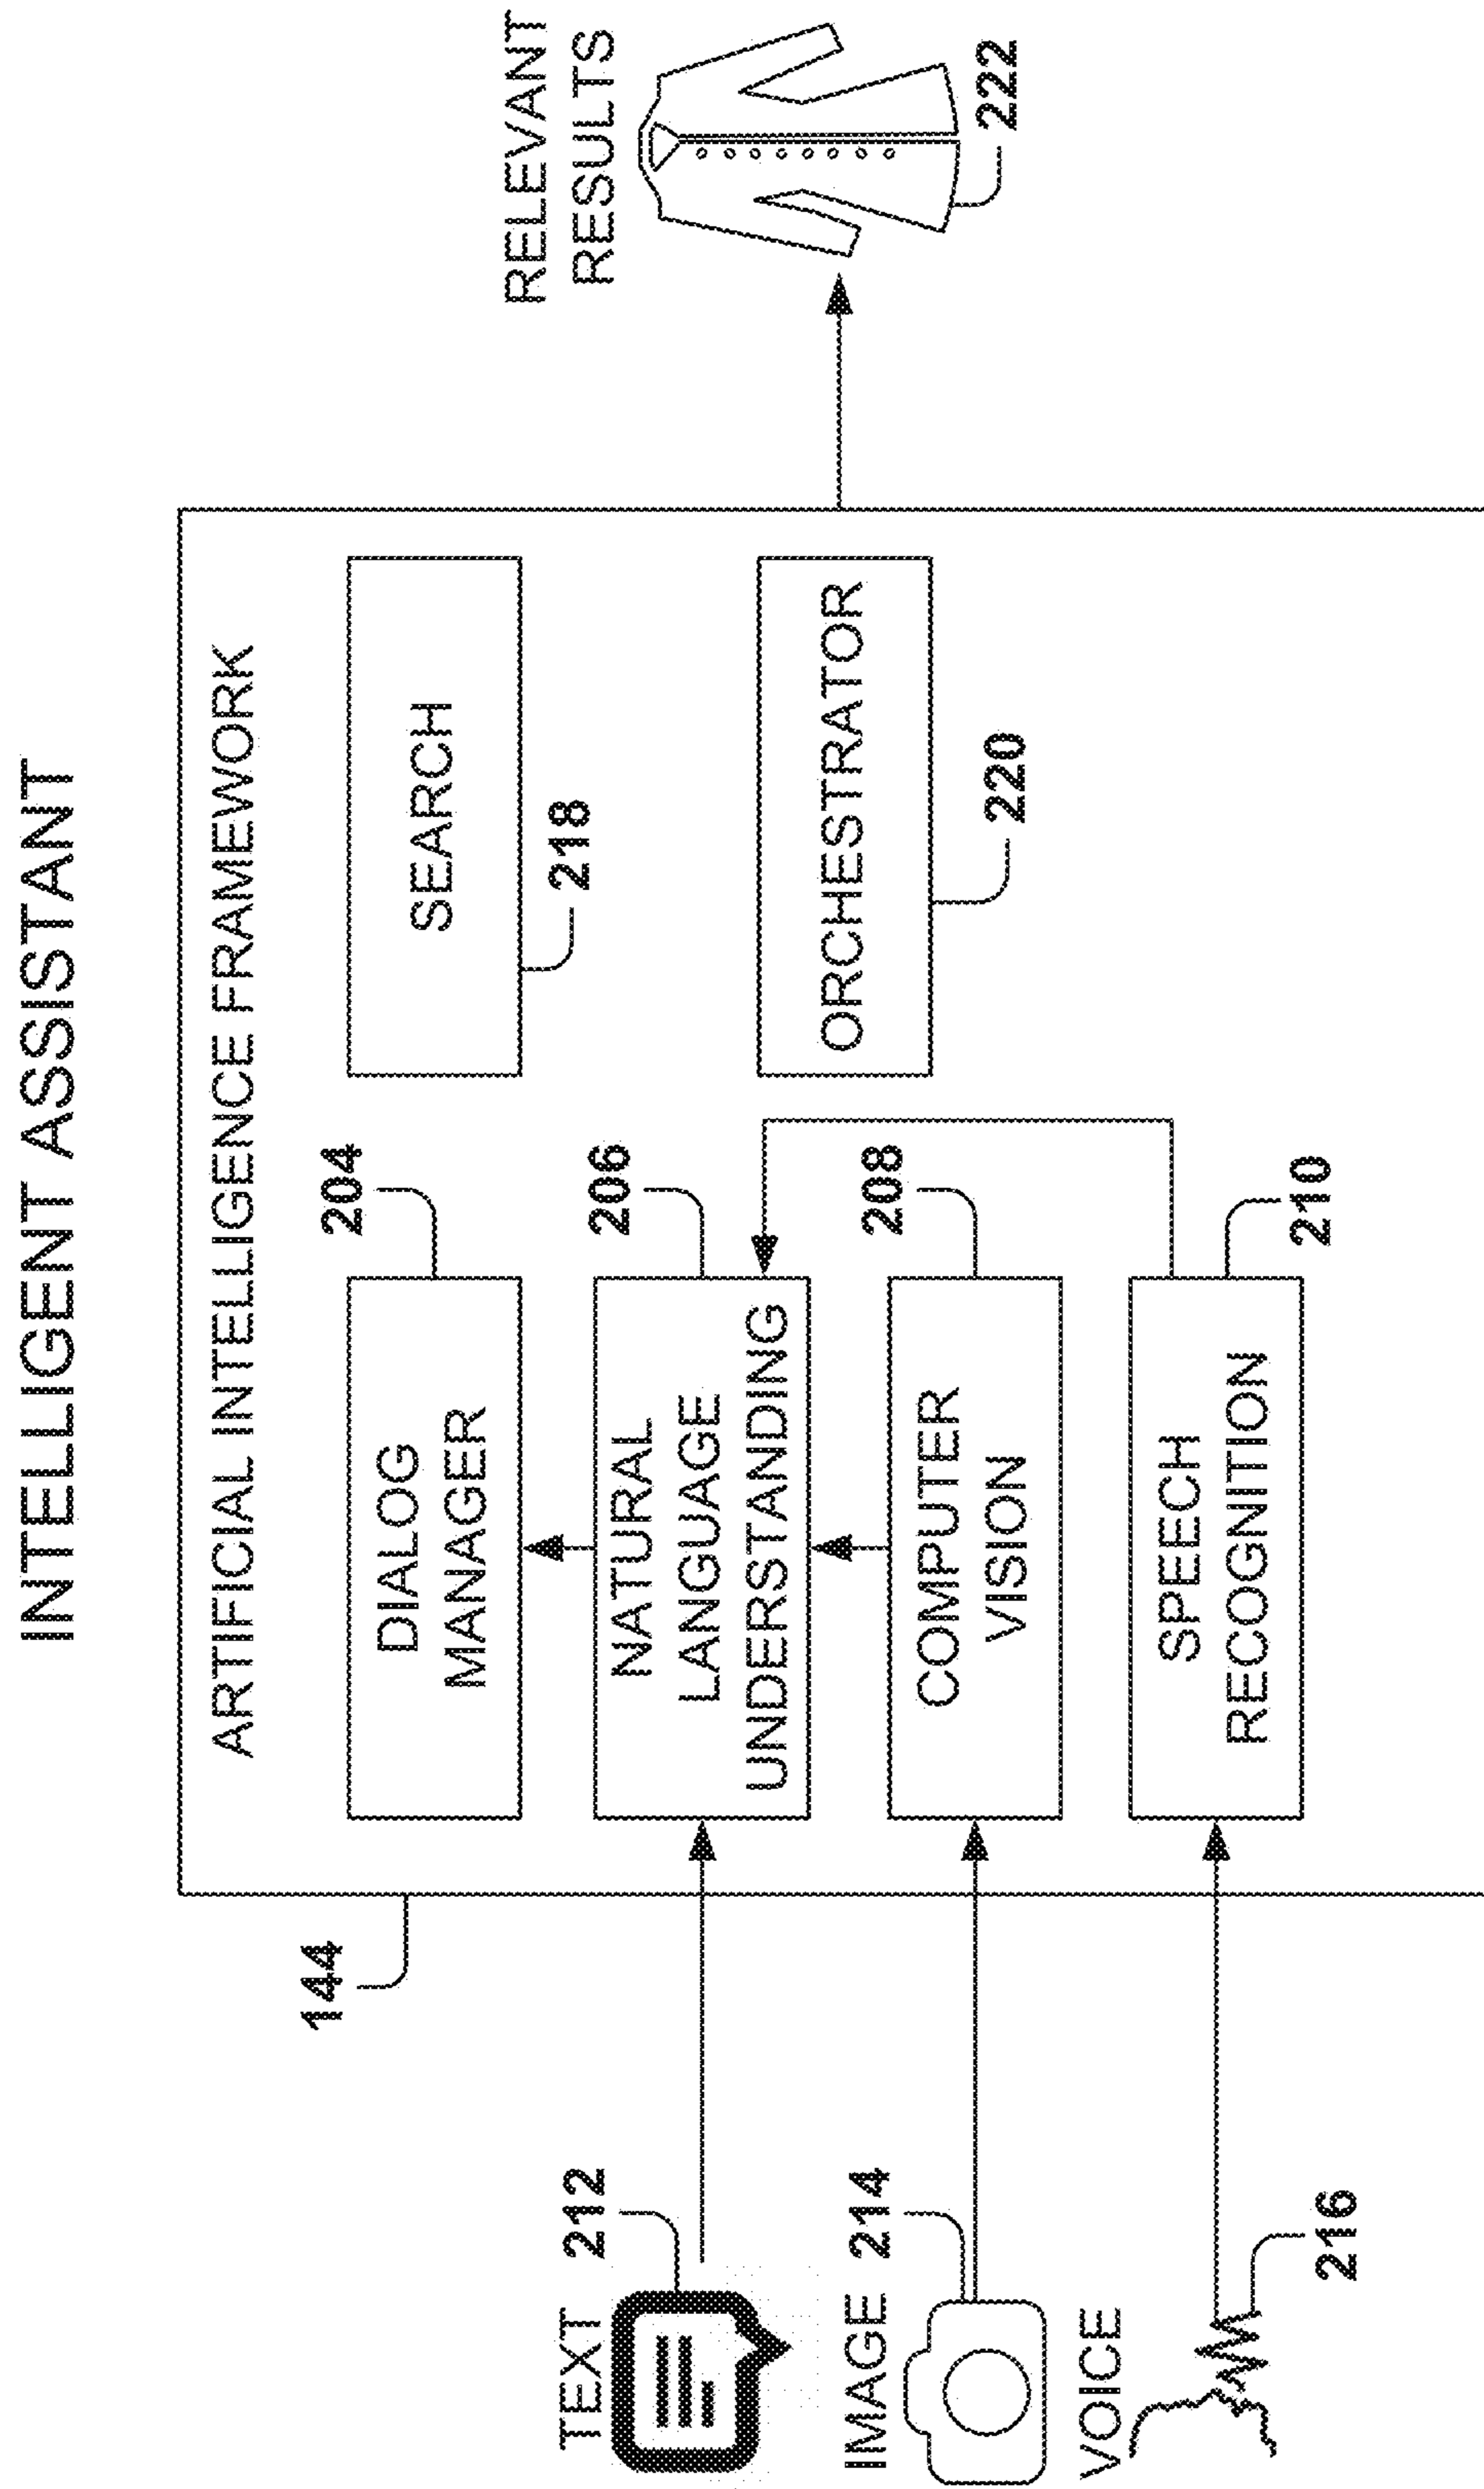 INTELLIGENT ASSISTANT
144
ARTIFICIAL INTELLIGENCE FRAMEWORK
TEXT
212
IMAGE
214
VOICE
216
DIALOG
MANAGER
204
NATURAL
LANGUAGE
UNDERSTANDING
206
COMPUTER
VISION
208
SPEECH
RECOGNITION
210
SEARCH
218
ORCHESTRATOR
220
RELEVANT
RESULTS
222